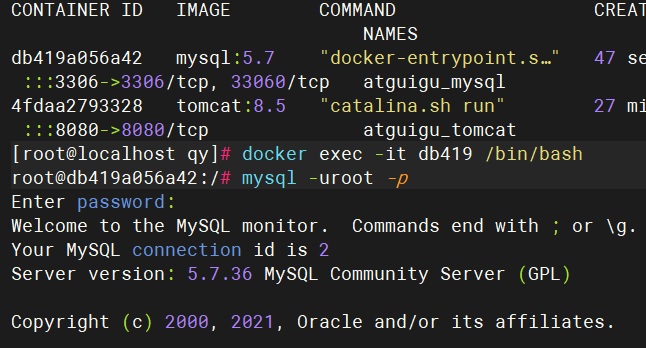 CONTAINER ID   IMAGE        COMMAND                  CREAT
NAMES
db419a056a42   mysql:5.7    "docker-entrypoint.s…"   47 se
:::3306->3306/tcp, 33060/tcp   atguigu_mysql
4fdaa2793328   tomcat:8.5   "catalina.sh run"        27 mi
:::8080->8080/tcp              atguigu_tomcat
[root@localhost qy]# docker exec -it db419 /bin/bash
root@db419a056a42:/# mysql -uroot -p
Enter password:
Welcome to the MySQL monitor.  Commands end with ; or \g.
Your MySQL connection id is 2
Server version: 5.7.36 MySQL Community Server (GPL)
Copyright (c) 2000, 2021, Oracle and/or its affiliates.